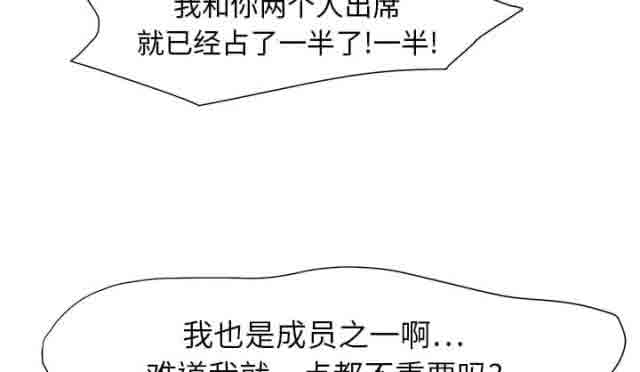 我和你两个人出席
就已经占了一半了!一半!
我也是成员之一啊...
难道我就一点都不重要吗?